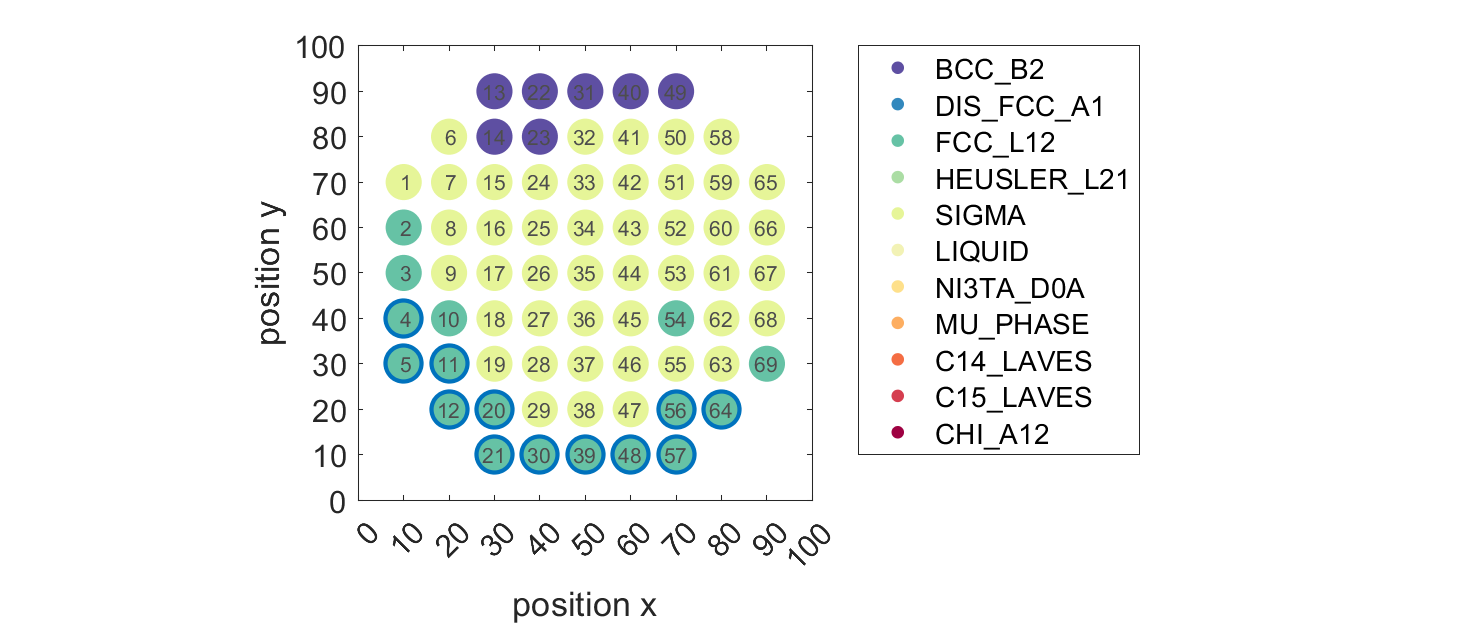 100
90
80
70
60
50
40
30
20
10
0
position y
13 22 31 40 49
6 14 23 32 41 50 58
1 7 15 24 33 42 51 59 65
2 8 16 25 34 43 52 60 66
3 9 17 26 35 44 53 61 67
4 10 18 27 36 45 54 62 68
5 11 19 28 37 46 55 63 69
12 20 29 38 47 56 64
21 30 39 48 57
0 10 20 30 40 50 60 70 80 90 100
position x
BCC_B2
DIS_FCC_A1
FCC_L12
HEUSLER_L21
SIGMA
LIQUID
NI3TA_D0A
MU_PHASE
C14_LAVES
C15_LAVES
CHI_A12